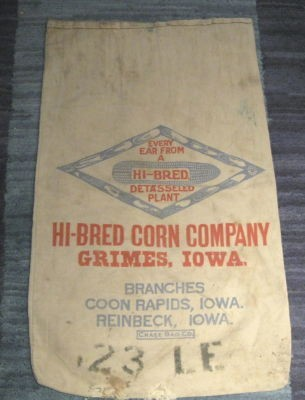 EVERY
EAR FROM
A
HI-BRED
DETASSELED
PLANT
HI-BRED CORN COMPANY
GRIMES, IOWA.
BRANCHES
COON RAPIDS, IOWA.
REINBECK, IOWA.
CHASE BAG CO.
23 LE